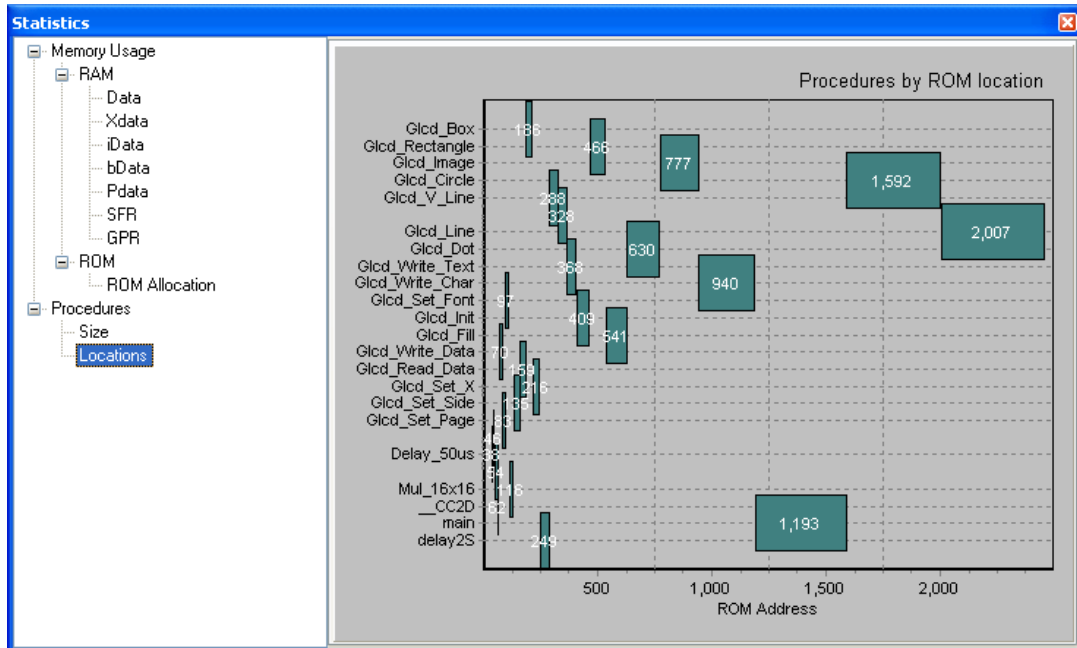 Statistics
Memory Usage
RAM
Data
Xdata
iData
bData
Pdata
SFR
GPR
ROM
ROM Allocation
Procedures
Size
Locations
Procedures by ROM location
Glcd_Box
Glcd_Rectangle
Glcd_Image
Glcd_Circle
Glcd_V_Line
Glcd_Line
Glcd_Dot
Glcd_Write_Text
Glcd_Write_Char
Glcd_Set_Font
Glcd_Init
Glcd_Fill
Glcd_Write_Data
Glcd_Read_Data
Glcd_Set_X
Glcd_Set_Side
Glcd_Set_Page
Delay_50us
Mul_16x16
__CC2D
main
delay2S
186
466
777
1,592
288
328
2,007
630
368
940
97
409
541
70
159
216
135
83
38
118
62
1,193
249
500 1,000 1,500 2,000
ROM Address